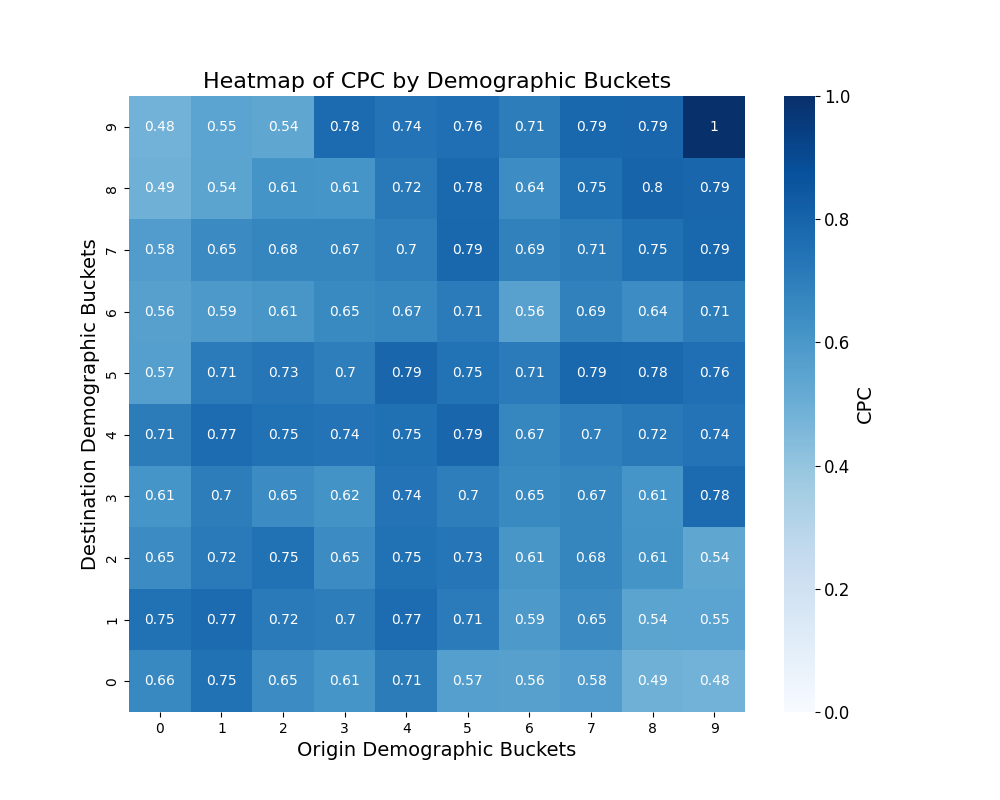 Heatmap of CPC by Demographic Buckets
9 0.48 0.55 0.54 0.78 0.74 0.76 0.71 0.79 0.79 1
8 0.49 0.54 0.61 0.61 0.72 0.78 0.64 0.75 0.8 0.79
7 0.58 0.65 0.68 0.67 0.7 0.79 0.69 0.71 0.75 0.79
6 0.56 0.59 0.61 0.65 0.67 0.71 0.56 0.69 0.64 0.71
5 0.57 0.71 0.73 0.7 0.79 0.75 0.71 0.79 0.78 0.76
4 0.71 0.77 0.75 0.74 0.75 0.79 0.67 0.7 0.72 0.74
3 0.61 0.7 0.65 0.62 0.74 0.7 0.65 0.67 0.61 0.78
2 0.65 0.72 0.75 0.65 0.75 0.73 0.61 0.68 0.61 0.54
1 0.75 0.77 0.72 0.7 0.77 0.71 0.59 0.65 0.54 0.55
0 0.66 0.75 0.65 0.61 0.71 0.57 0.56 0.58 0.49 0.48
0 1 2 3 4 5 6 7 8 9
Origin Demographic Buckets
Destination Demographic Buckets
1.0
0.8
0.6
0.4
0.2
0.0
CPC